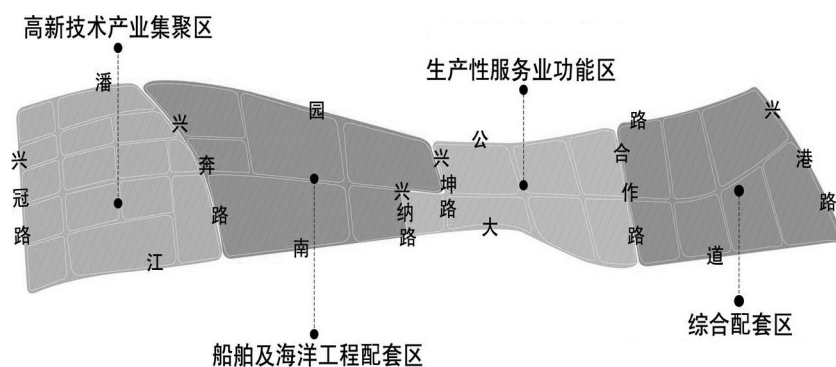 高新技术产业集聚区
生产性服务业功能区
潘园公路
兴冠路
兴奔路
兴纳路
兴坤路
合作路
兴港路
江南大道
船舶及海洋工程配套区
综合配套区